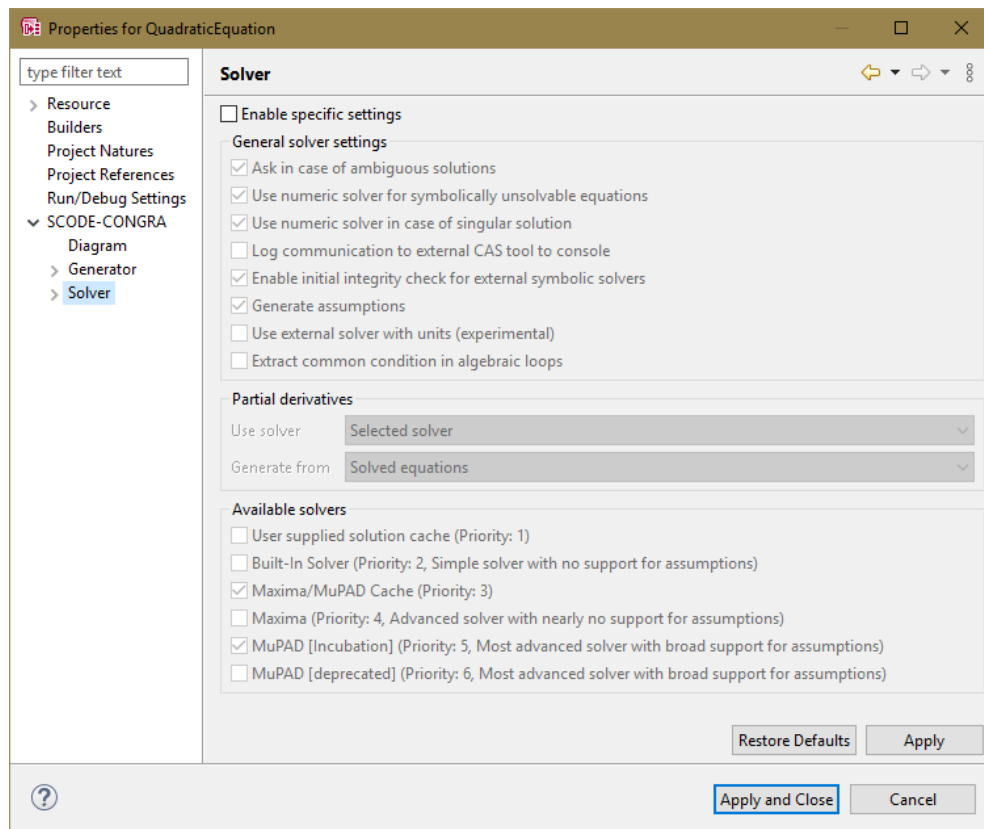 Properties for QuadraticEquation
type filter text
Resource
Builders
Project Natures
Project References
Run/Debug Settings
SCODE-CONGRA
Diagram
Generator
Solver
Solver
Enable specific settings
General solver settings
Ask in case of ambiguous solutions
Use numeric solver for symbolically unsolvable equations
Use numeric solver in case of singular solution
Log communication to external CAS tool to console
Enable initial integrity check for external symbolic solvers
Generate assumptions
Use external solver with units (experimental)
Extract common condition in algebraic loops
Partial derivatives
Use solver Selected solver
Generate from Solved equations
Available solvers
User supplied solution cache (Priority: 1)
Built-In Solver (Priority: 2, Simple solver with no support for assumptions)
Maxima/MuPAD Cache (Priority: 3)
Maxima (Priority: 4, Advanced solver with nearly no support for assumptions)
MuPAD [Incubation] (Priority: 5, Most advanced solver with broad support for assumptions)
MuPAD [deprecated] (Priority: 6, Most advanced solver with broad support for assumptions)
Restore Defaults Apply
Apply and Close Cancel